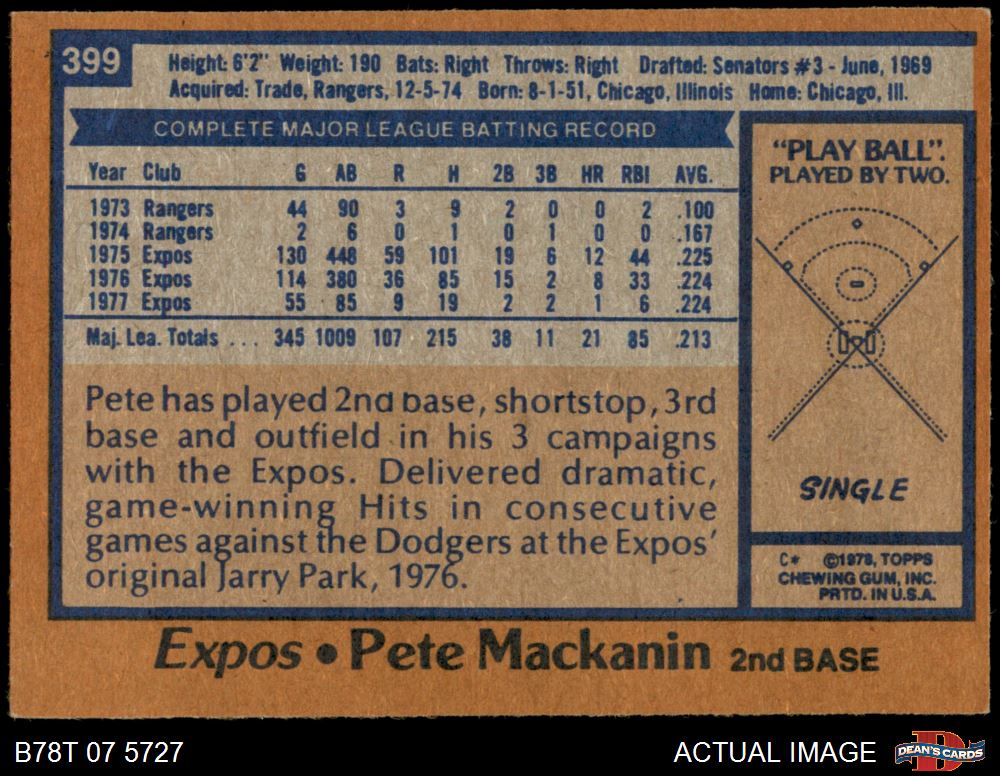 399
Height: 6'2" Weight: 190 Bats: Right Throws: Right Drafted: Senators #3 - June, 1969
Acquired: Trade, Rangers, 12-5-74 Born: 8-1-51, Chicago, Illinois Home: Chicago, Ill.
COMPLETE MAJOR LEAGUE BATTING RECORD
Year Club G AB R H 2B 3B HR RBI AVG.
1973 Rangers 44 90 3 9 2 0 0 2 .100
1974 Rangers 2 6 0 1 0 1 0 0 .167
1975 Expos 130 448 59 101 19 6 12 44 .225
1976 Expos 114 380 36 85 15 2 8 33 .224
1977 Expos 55 85 9 19 2 2 1 6 .224
Maj. Lea. Totals ... 345 1009 107 215 38 11 21 85 .213
Pete has played 2nd base, shortstop, 3rd
base and outfield in his 3 campaigns
with the Expos. Delivered dramatic,
game-winning Hits in consecutive
games against the Dodgers at the Expos'
original Jarry Park, 1976.
"PLAY BALL".
PLAYED BY TWO.
SINGLE
C* ©1978, TOPPS
CHEWING GUM, INC.
PRTD. IN U.S.A.
Expos • Pete Mackanin 2nd BASE
B78T 07 5727
ACTUAL IMAGE
DEAN'S CARDS